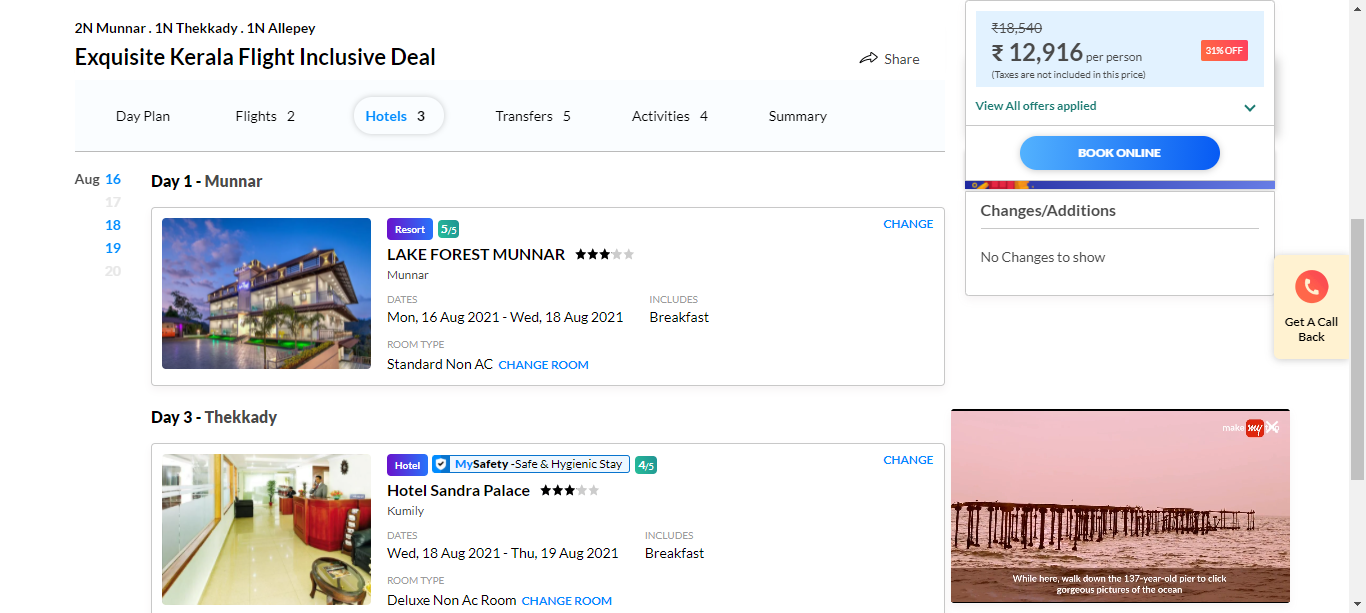 2N Munnar . 1N Thekkady . 1N Allepey
Exquisite Kerala Flight Inclusive Deal
Share
Day Plan
Flights 2
Hotels 3
Transfers 5
Activities 4
Summary
Aug 16
17
18
19
20
Day 1 - Munnar
Resort 5/5
CHANGE
LAKE FOREST MUNNAR
Munnar
DATES
Mon, 16 Aug 2021 - Wed, 18 Aug 2021
INCLUDES
Breakfast
ROOM TYPE
Standard Non AC CHANGE ROOM
Day 3 - Thekkady
Hotel MySafety -Safe & Hygienic Stay 4/5
CHANGE
Hotel Sandra Palace
Kumily
DATES
Wed, 18 Aug 2021 - Thu, 19 Aug 2021
INCLUDES
Breakfast
ROOM TYPE
Deluxe Non Ac Room CHANGE ROOM
₹18,540
₹ 12,916 per person
31% OFF
(Taxes are not included in this price)
View All offers applied
BOOK ONLINE
Changes/Additions
No Changes to show
Get A Call
Back
make my
While here, walk down the 137-year-old pier to click
gorgeous pictures of the ocean